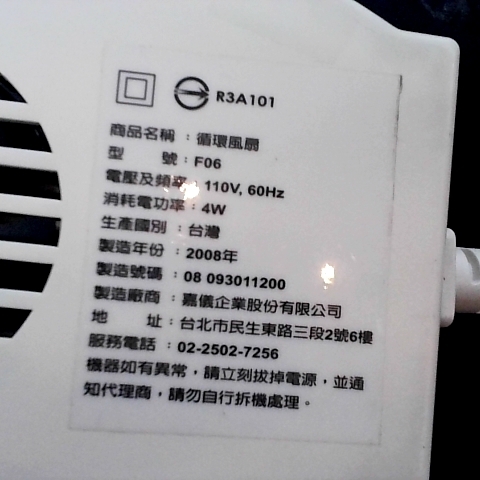 R3A101
商品名稱：循環風扇
型 號：F06
電壓及頻率：110V, 60Hz
消耗電功率：4W
生產國別：台灣
製造年份：2008年
製造號碼：08 093011200
製造廠商：嘉儀企業股份有限公司
地 址：台北市民生東路三段2號6樓
服務電話：02-2502-7256
機器如有異常，請立刻拔掉電源，並通
知代理商，請勿自行拆機處理。